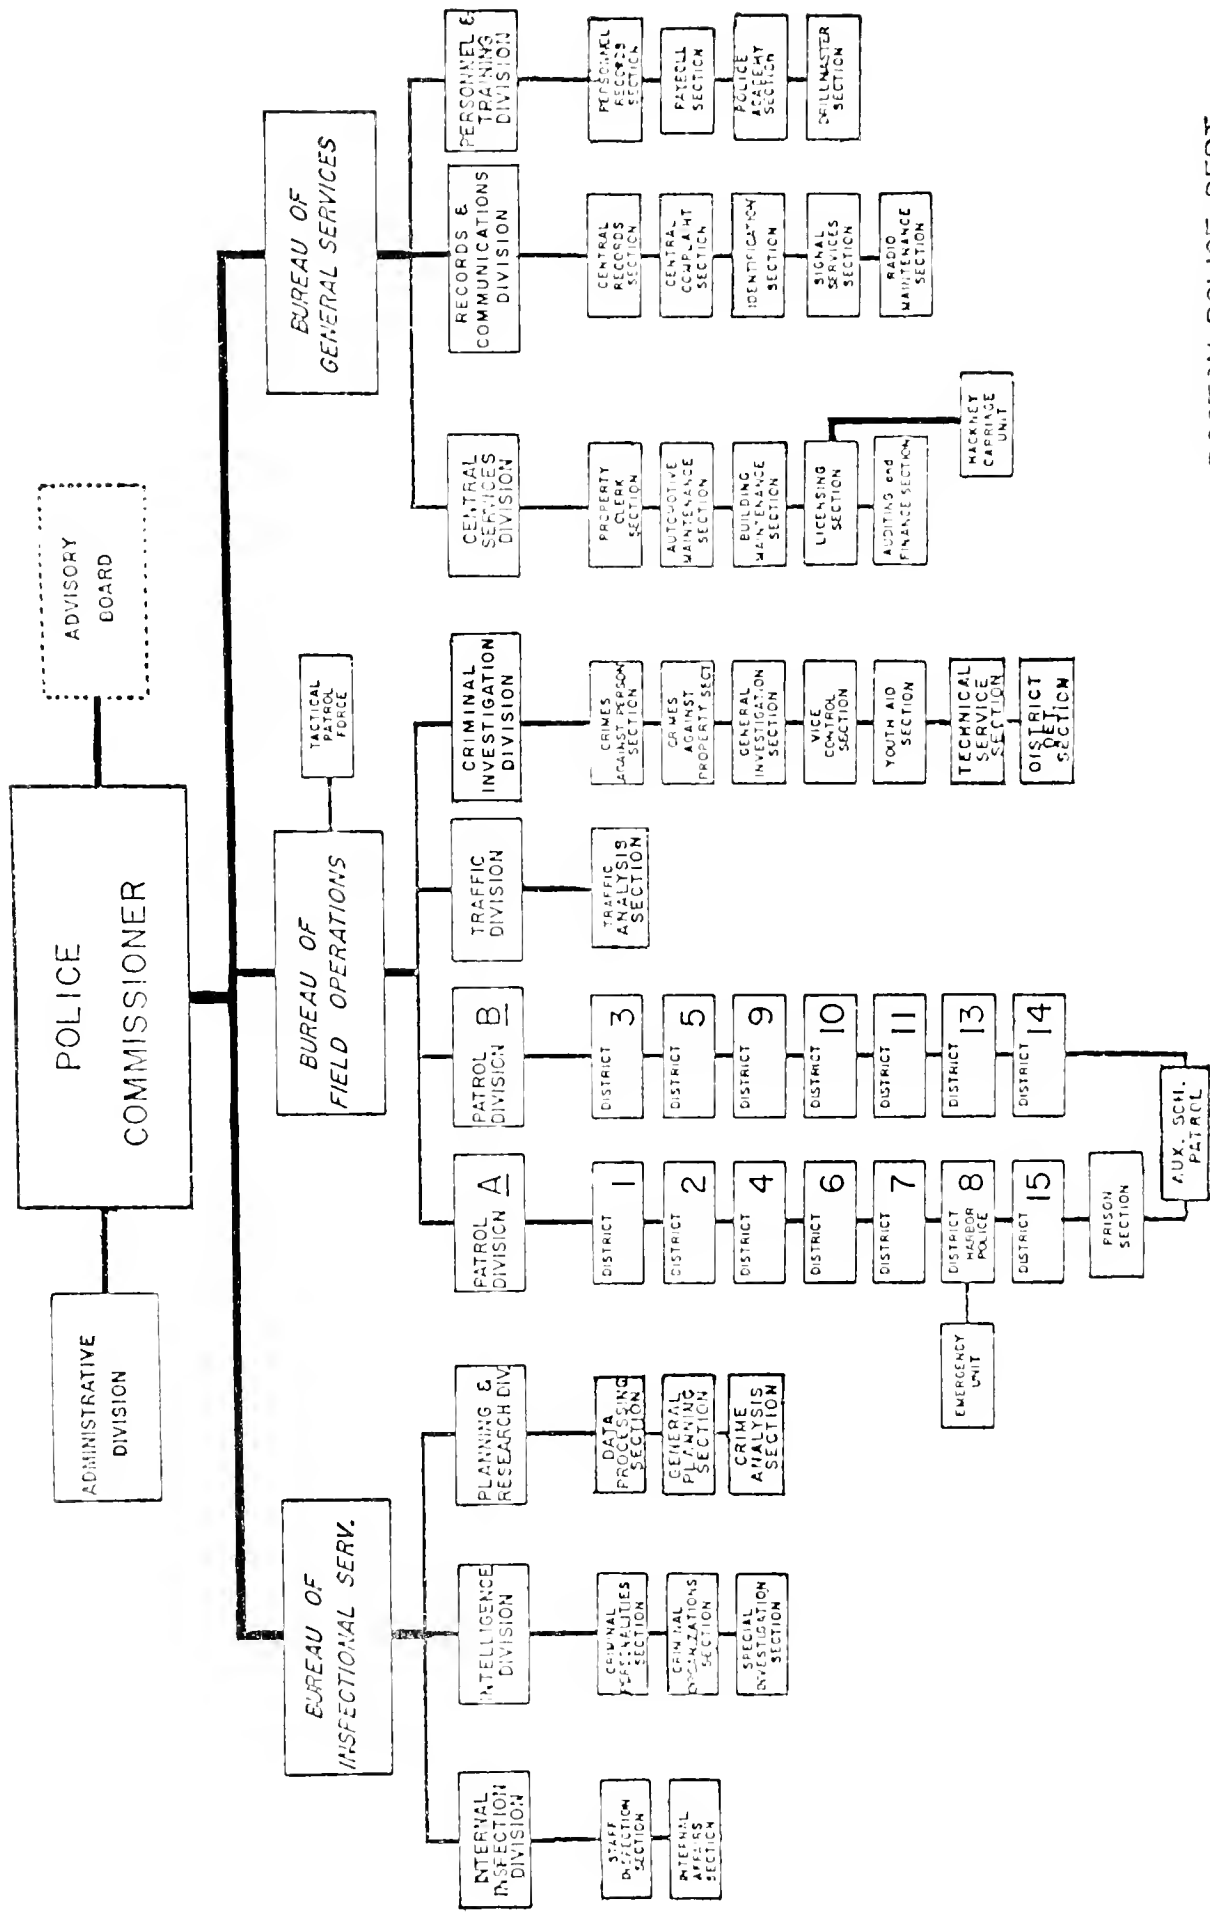 POLICE
COMMISSIONER
ADVISORY
BOARD
ADMINISTRATIVE
DIVISION
BUREAU OF
INSPECTIONAL SERV.
BUREAU OF
FIELD OPERATIONS
TACTICAL
PATROL
FORCE
BUREAU OF
GENERAL SERVICES
INTERNAL
INSPECTION
DIVISION
INTELLIGENCE
DIVISION
PLANNING &
RESEARCH DIV.
PATROL
DIVISION A
PATROL
DIVISION B
TRAFFIC
DIVISION
CRIMINAL
INVESTIGATION
DIVISION
CENTRAL
SERVICES
DIVISION
RECORDS &
COMMUNICATIONS
DIVISION
PERSONNEL &
TRAINING
DIVISION
STAFF
INSPECTION
SECTION
INTERNAL
AFFAIRS
SECTION
CRIMINAL
PERSONALITIES
SECTION
CRIMINAL
ORGANIZATIONS
SECTION
SPECIAL
INVESTIGATION
SECTION
DATA
PROCESSING
SECTION
GENERAL
PLANNING
SECTION
CRIME
ANALYSIS
SECTION
DISTRICT 1
DISTRICT 2
DISTRICT 4
DISTRICT 6
DISTRICT 7
DISTRICT 8
HARBOR
POLICE
EMERGENCY
UNIT
DISTRICT 15
PRISON
SECTION
DISTRICT 3
DISTRICT 5
DISTRICT 9
DISTRICT 10
DISTRICT 11
DISTRICT 13
DISTRICT 14
AUX. SCH.
PATROL
TRAFFIC
ANALYSIS
SECTION
CRIMES
AGAINST PERSON
SECTION
CRIMES
AGAINST
PROPERTY SECT.
GENERAL
INVESTIGATION
SECTION
VICE
CONTROL
SECTION
YOUTH AID
SECTION
TECHNICAL
SERVICE
SECTION
DISTRICT
DET
SECTION
PROPERTY
CLERK
SECTION
AUTOMOTIVE
MAINTENANCE
SECTION
BUILDING
MAINTENANCE
SECTION
LICENSING
SECTION
AUDITING and
FINANCE SECTION
HACKNEY
CARRIAGE
UNIT
CENTRAL
RECORDS
SECTION
CENTRAL
COMPLAINT
SECTION
IDENTIFICATION
SECTION
SIGNAL
SERVICES
SECTION
RADIO
MAINTENANCE
SECTION
PERSONNEL
RECORDS
SECTION
PAYROLL
SECTION
POLICE
ACADEMY
SECTION
DRILLMASTER
SECTION